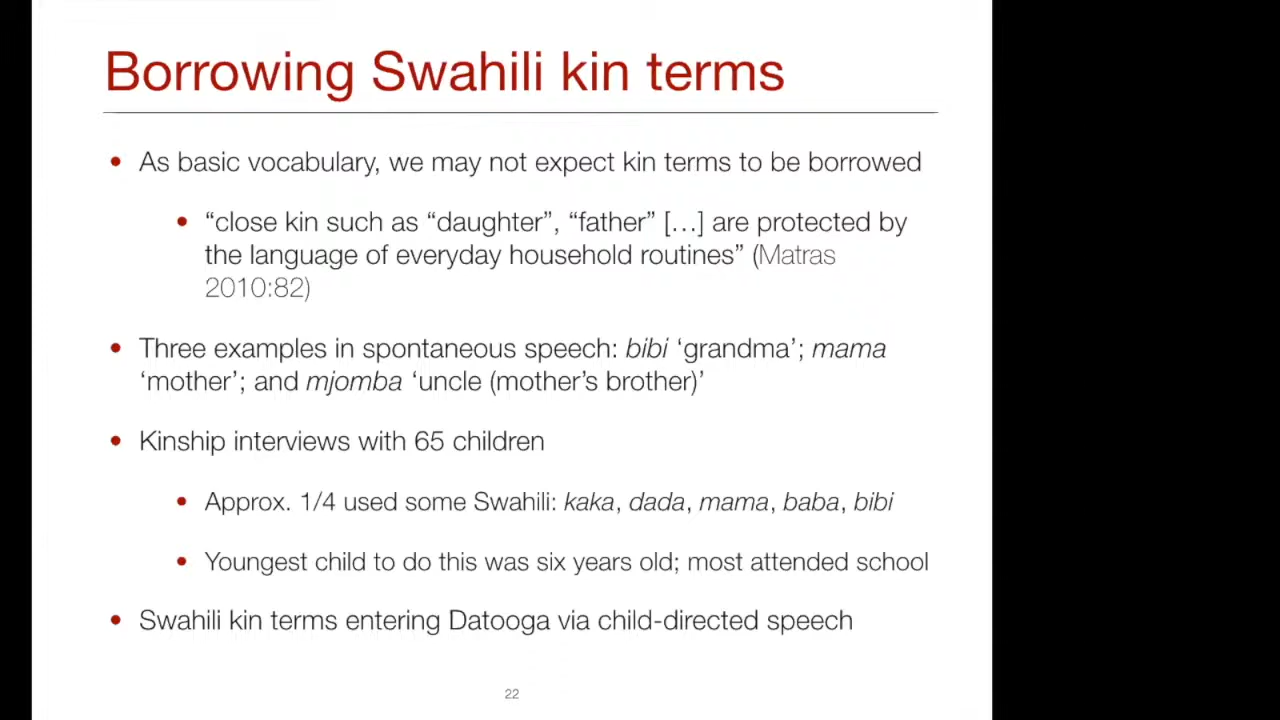 Borrowing Swahili kin terms
• As basic vocabulary, we may not expect kin terms to be borrowed
• “close kin such as “daughter”, “father” […] are protected by
the language of everyday household routines” (Matras
2010:82)
• Three examples in spontaneous speech: bibi ‘grandma’; mama
‘mother’; and mjomba ‘uncle (mother’s brother)’
• Kinship interviews with 65 children
• Approx. 1/4 used some Swahili: kaka, dada, mama, baba, bibi
• Youngest child to do this was six years old; most attended school
• Swahili kin terms entering Datooga via child-directed speech
22